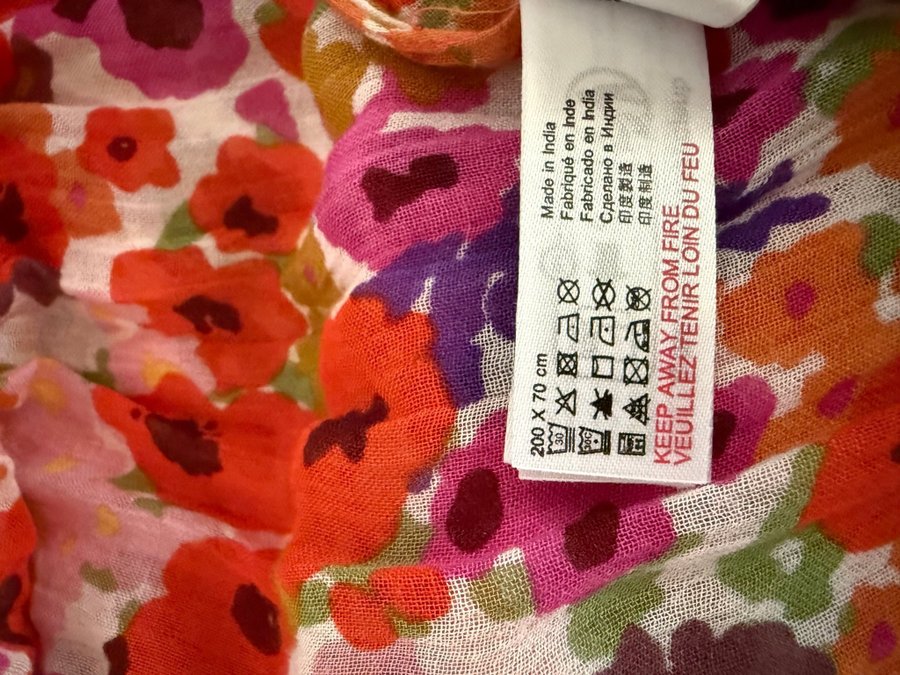 Made in India
Fabriqué en Inde
Fabricado en India
Сделано в Индии
印度製造
印度制造
200 X 70 cm
30
KEEP AWAY FROM FIRE
VEUILLEZ TENIR LOIN DU FEU